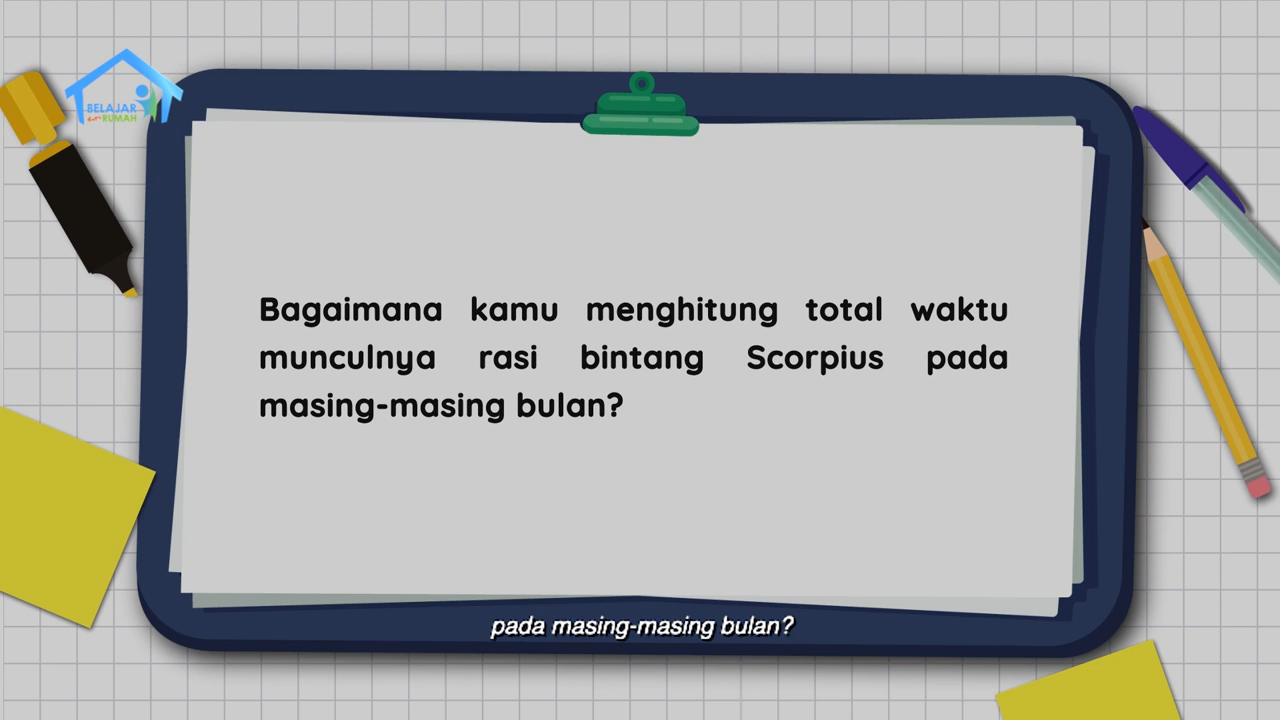 BELAJAR
dari RUMAH
Bagaimana kamu menghitung total waktu
munculnya rasi bintang Scorpius pada
masing-masing bulan?
pada masing-masing bulan?